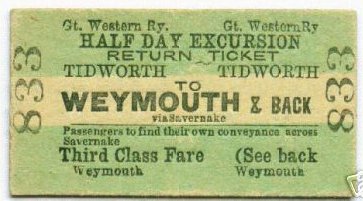 Gt. Western Ry. Gt. Western Ry
HALF DAY EXCURSION
RETURN TICKET
TIDWORTH TIDWORTH
TO
WEYMOUTH & BACK
via Savernake
Passengers to find their own conveyance across
Savernake
Third Class Fare (See back
Weymouth Weymouth
833
833